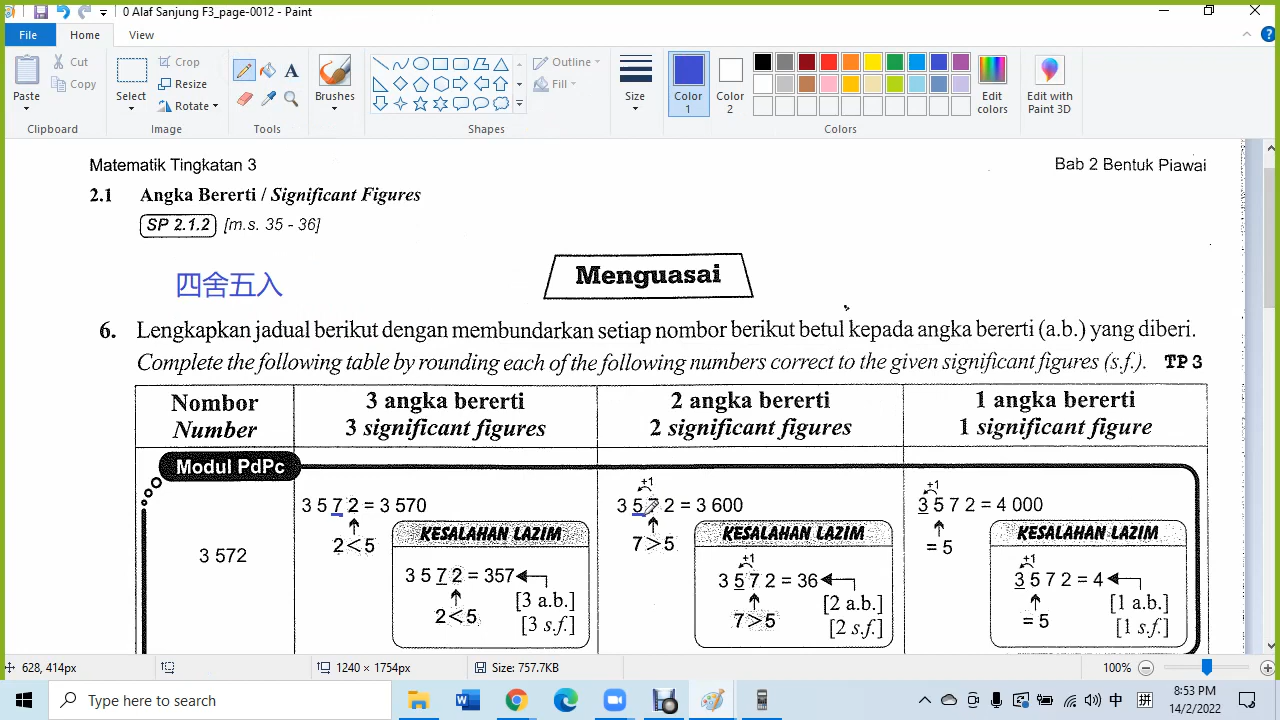 0 Alaf Sanjung F3_page-0012 - Paint
File Home View
Paste Cut Copy Select Crop Resize Rotate Brushes Size Outline Fill Color 1 Color 2 Edit colors Edit with Paint 3D
Clipboard Image Tools Shapes Colors
Matematik Tingkatan 3 Bab 2 Bentuk Piawai
2.1 Angka Bererti / Significant Figures
SP 2.1.2 [m.s. 35 - 36]
四舍五入
Menguasai
6. Lengkapkan jadual berikut dengan membundarkan setiap nombor berikut betul kepada angka bererti (a.b.) yang diberi.
Complete the following table by rounding each of the following numbers correct to the given significant figures (s.f.). TP 3
Nombor 3 angka bererti 2 angka bererti 1 angka bererti
Number 3 significant figures 2 significant figures 1 significant figure
Modul PdPc
+1 +1
3 5 7 2 = 3 570 3 5 7 2 = 3 600 3 5 7 2 = 4 000
2 < 5 KESALAHAN LAZIM 7 > 5 KESALAHAN LAZIM = 5 KESALAHAN LAZIM
3 572
+1 +1
3 5 7 2 = 357 3 5 7 2 = 36 3 5 7 2 = 4
[3 a.b.] [2 a.b.] [1 a.b.]
2 < 5 [3 s.f.] 7 > 5 [2 s.f.] = 5 [1 s.f.]
628, 414px 1240 × 1754px Size: 757.7KB 100%
Type here to search 中 拼 8:53 PM
14/2/2022